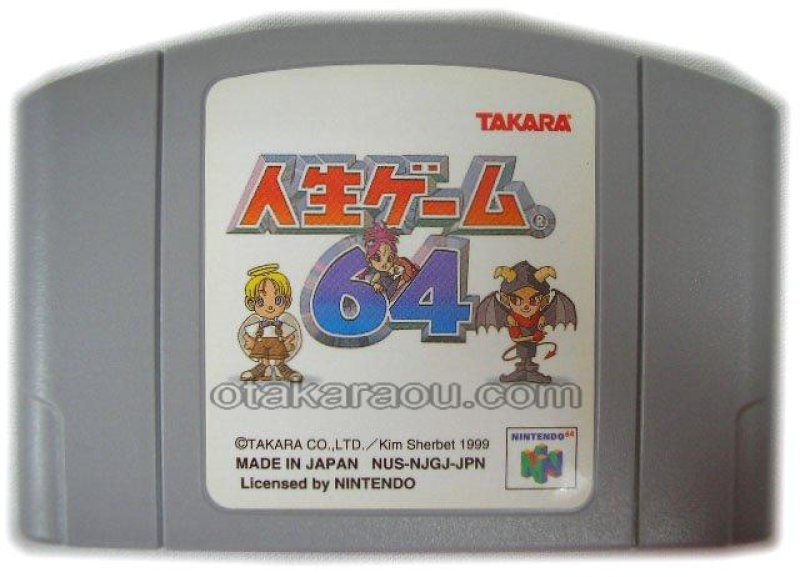 TAKARA
人生ゲーム®
64
otakaraou.com
©TAKARA CO.,LTD.／Kim Sherbet 1999
MADE IN JAPAN NUS-NJGJ-JPN
Licensed by NINTENDO
NINTENDO64